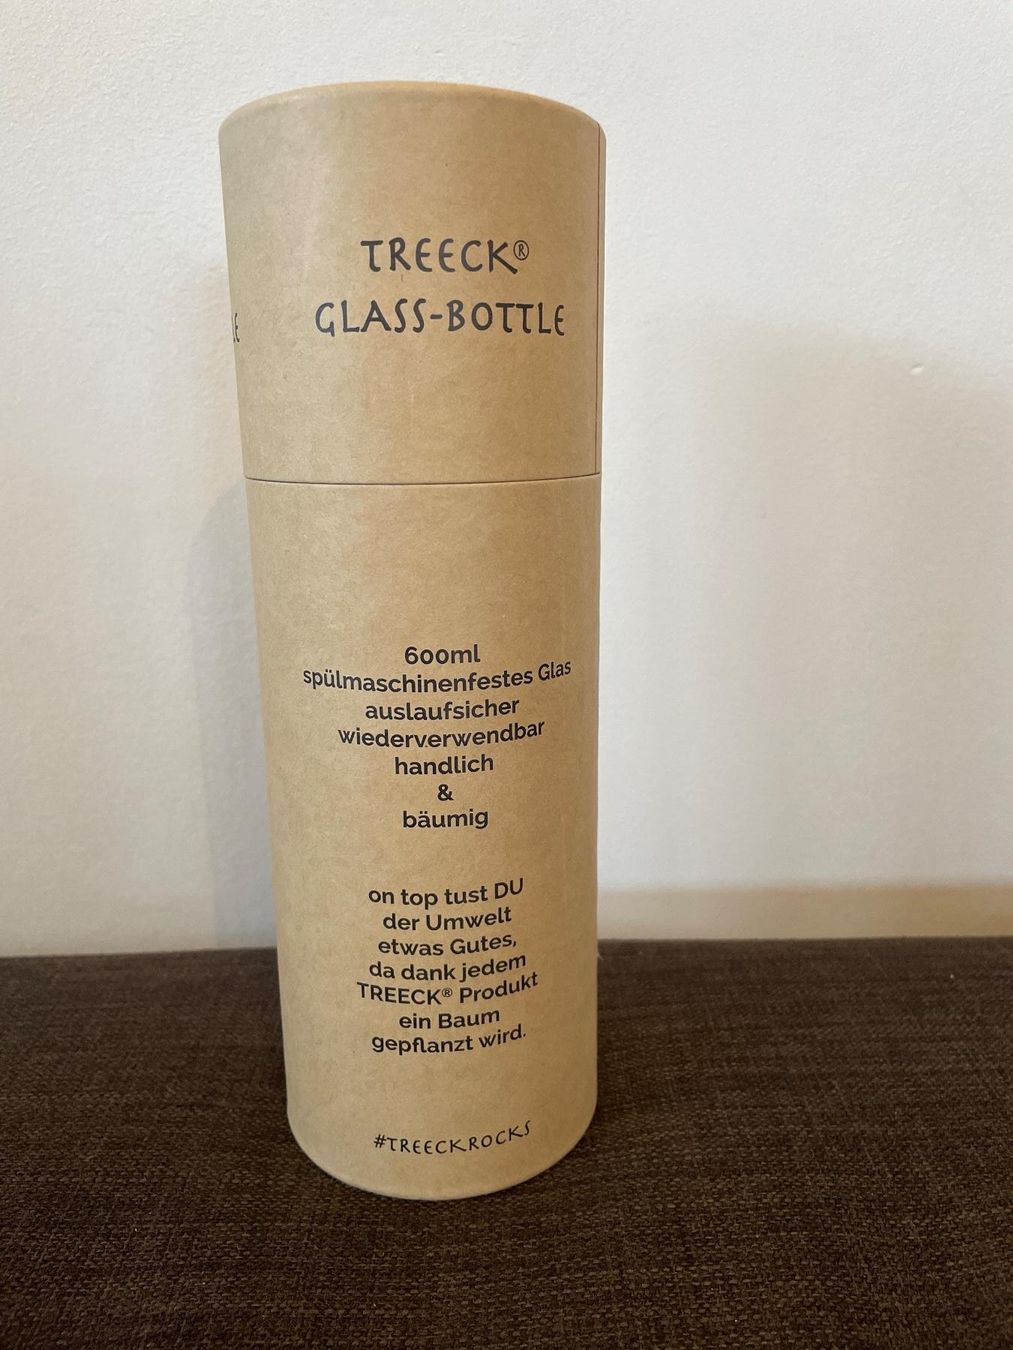 TREECK®
GLASS-BOTTLE
600ml
spülmaschinenfestes Glas
auslaufsicher
wiederverwendbar
handlich
&
bäumig
on top tust DU
der Umwelt
etwas Gutes,
da dank jedem
TREECK® Produkt
ein Baum
gepflanzt wird.
#TREECKROCKS